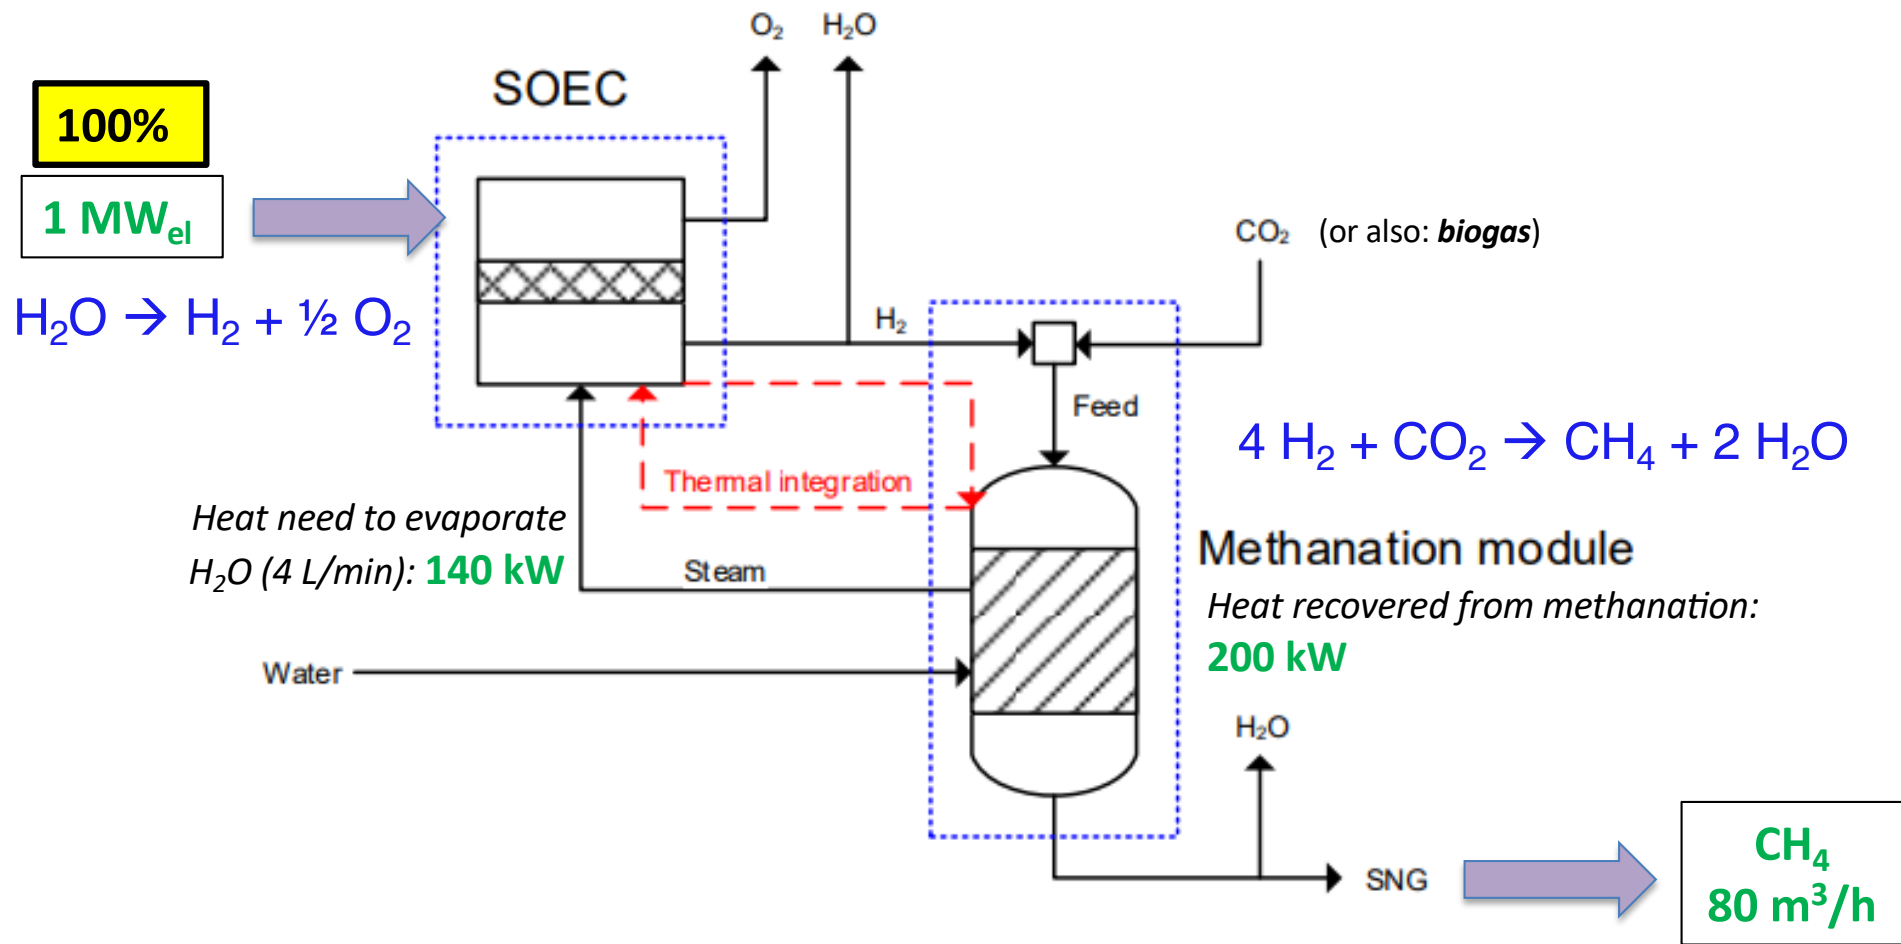 O₂ H₂O
SOEC
100%
1 MWₑₗ
CO₂ (or also: biogas)
H₂O → H₂ + ½ O₂
H₂
Feed
4 H₂ + CO₂ → CH₄ + 2 H₂O
Thermal integration
Heat need to evaporate
H₂O (4 L/min): 140 kW
Steam
Methanation module
Heat recovered from methanation:
200 kW
Water
H₂O
SNG
CH₄
80 m³/h